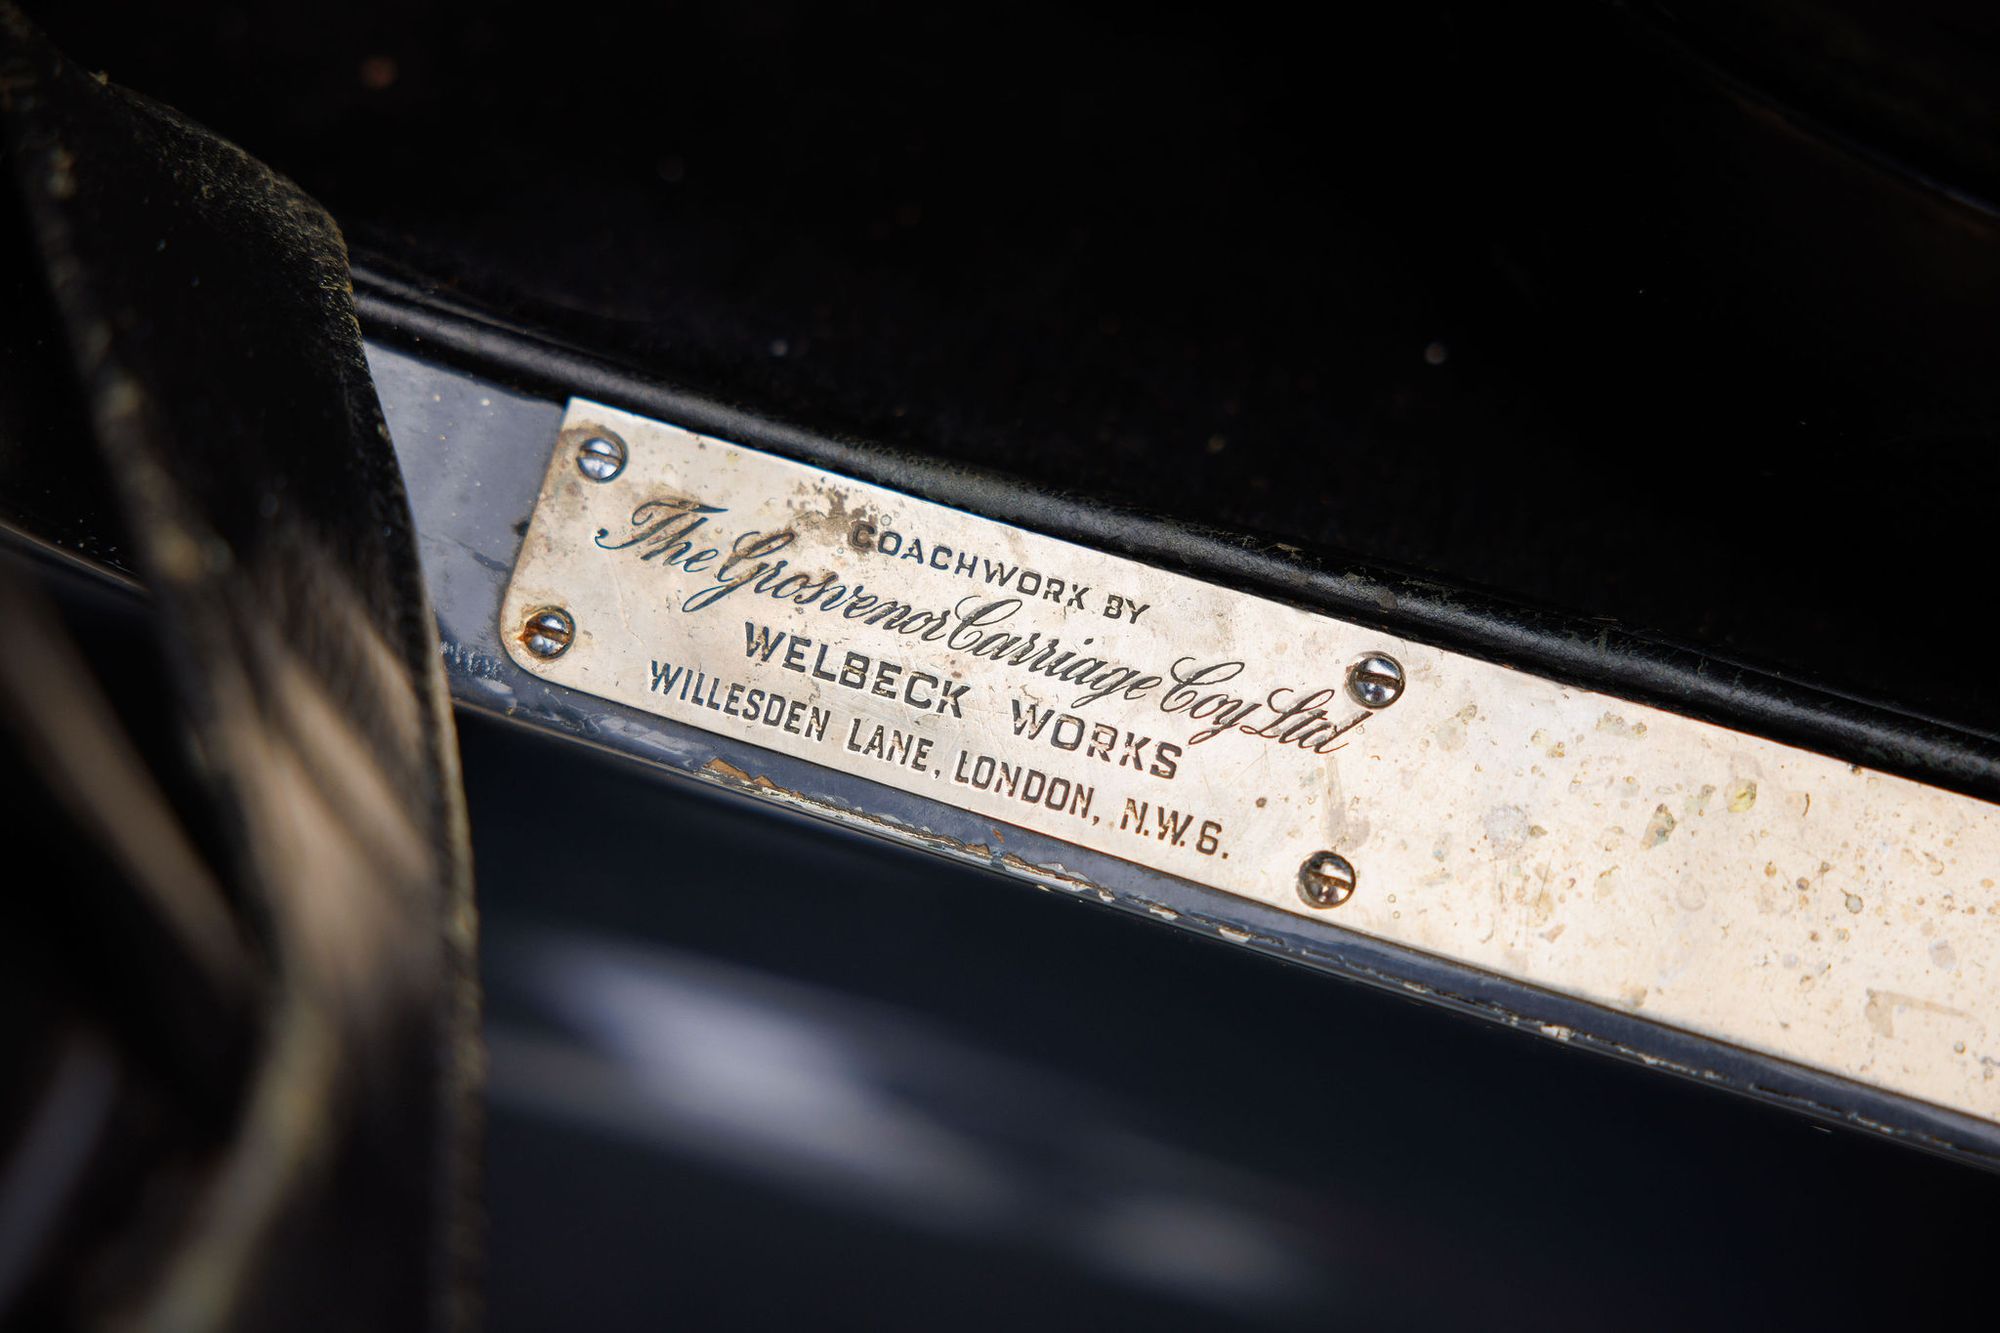 COACHWORK BY
The Grosvenor Carriage Coy Ltd
WELBECK WORKS
WILLESDEN LANE, LONDON, N.W.6.